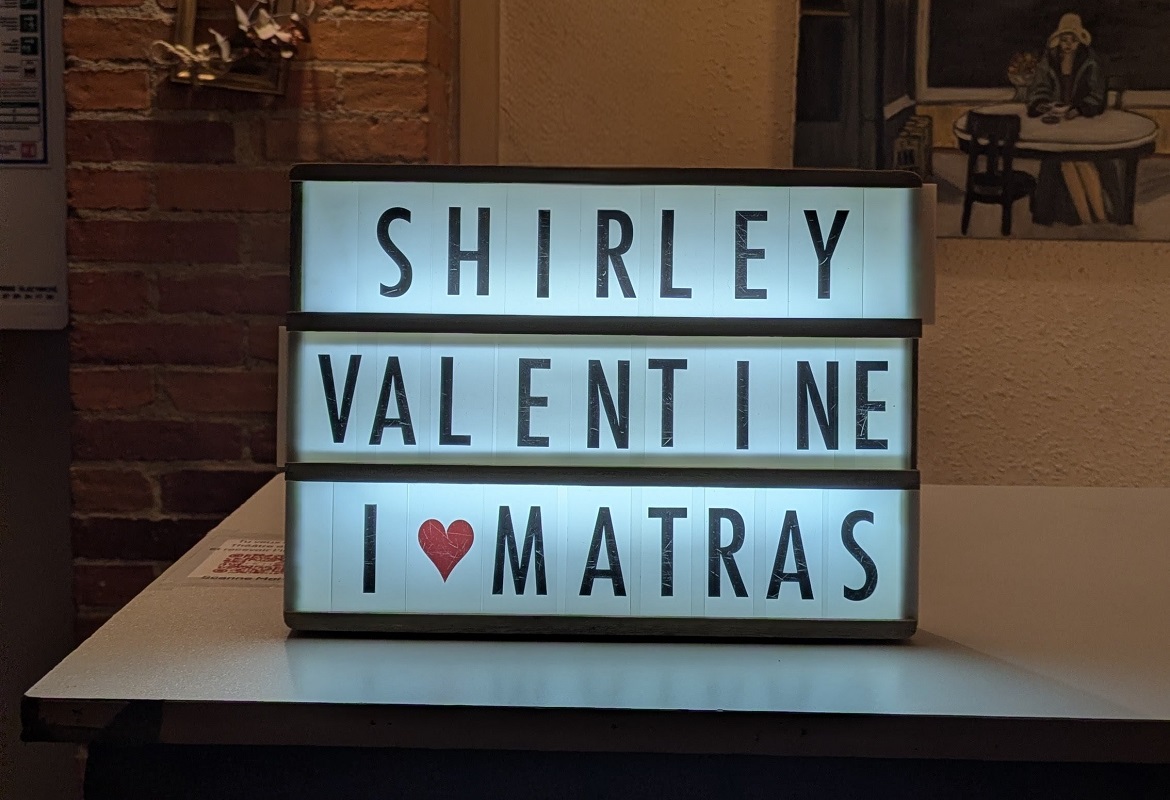 SHIRLEY
VALENTINE
I ♥ MATRAS